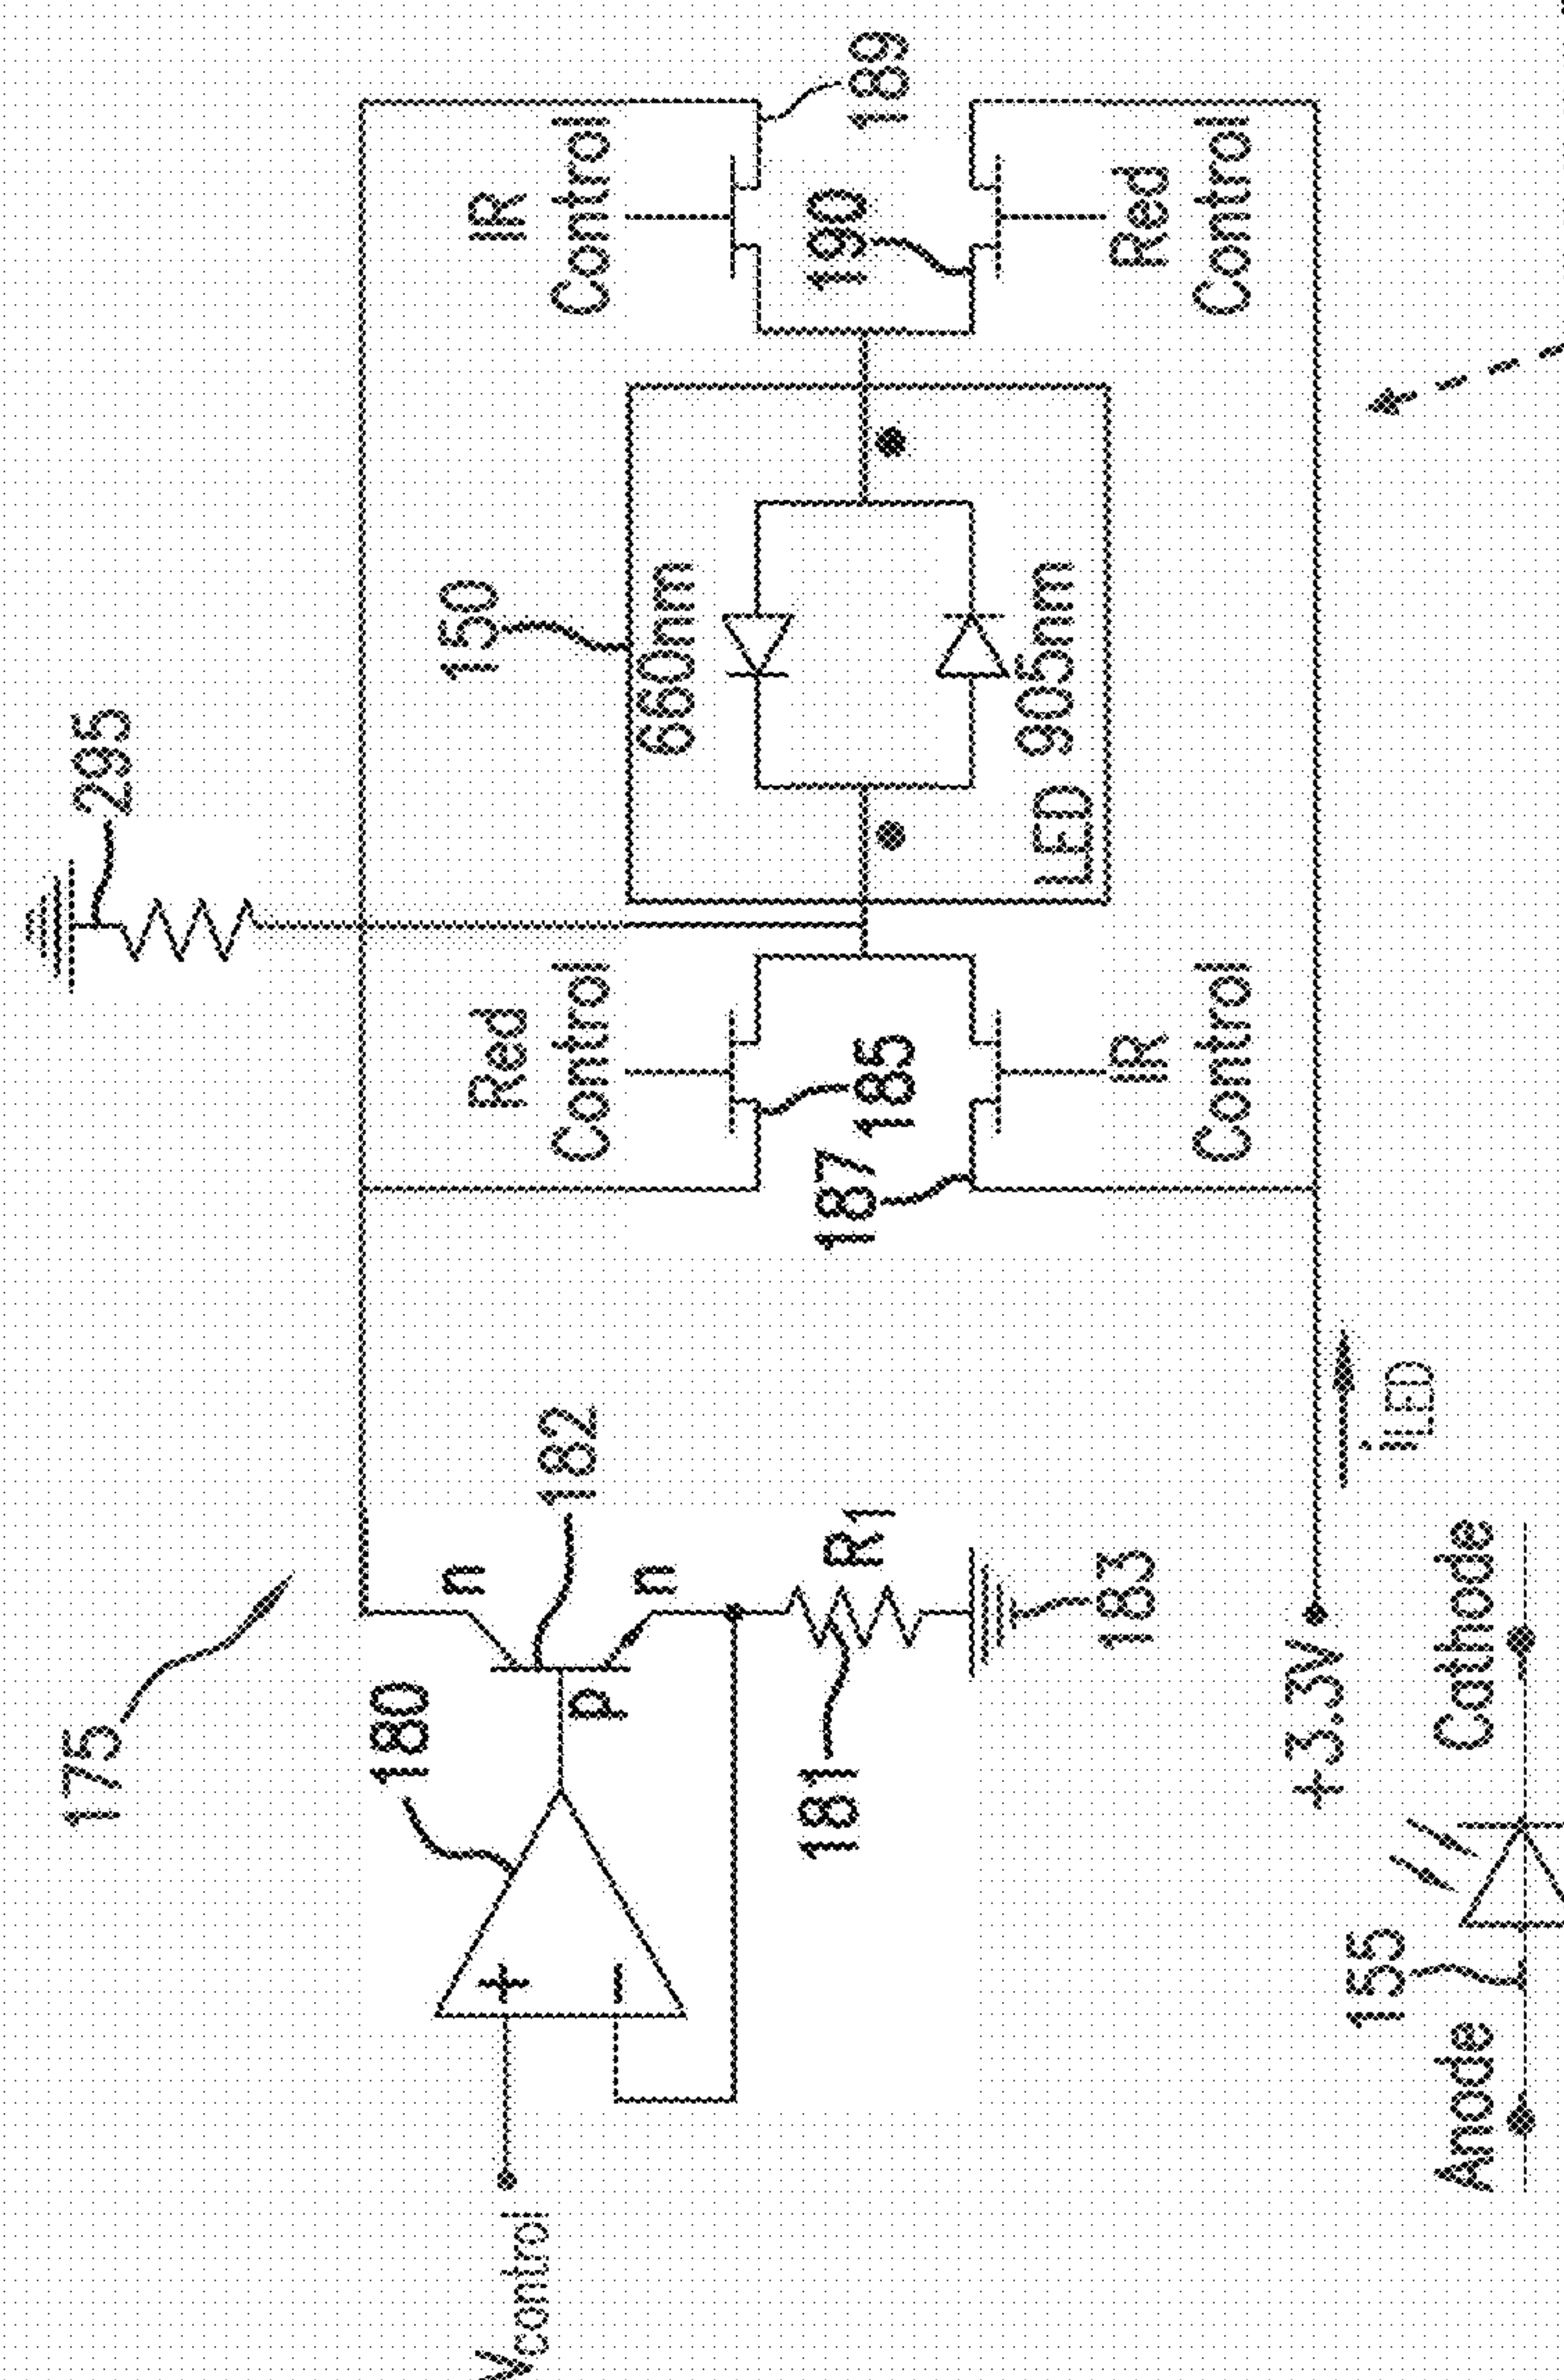 175
295
180
182
150
Red
Control
IR
Control
Vcontrol
+
−
n
p
n
660nm
189
181
R1
185
187
190
LED
905nm
183
IR
Control
Red
Control
+3.3V
iLED
155
Anode
Cathode